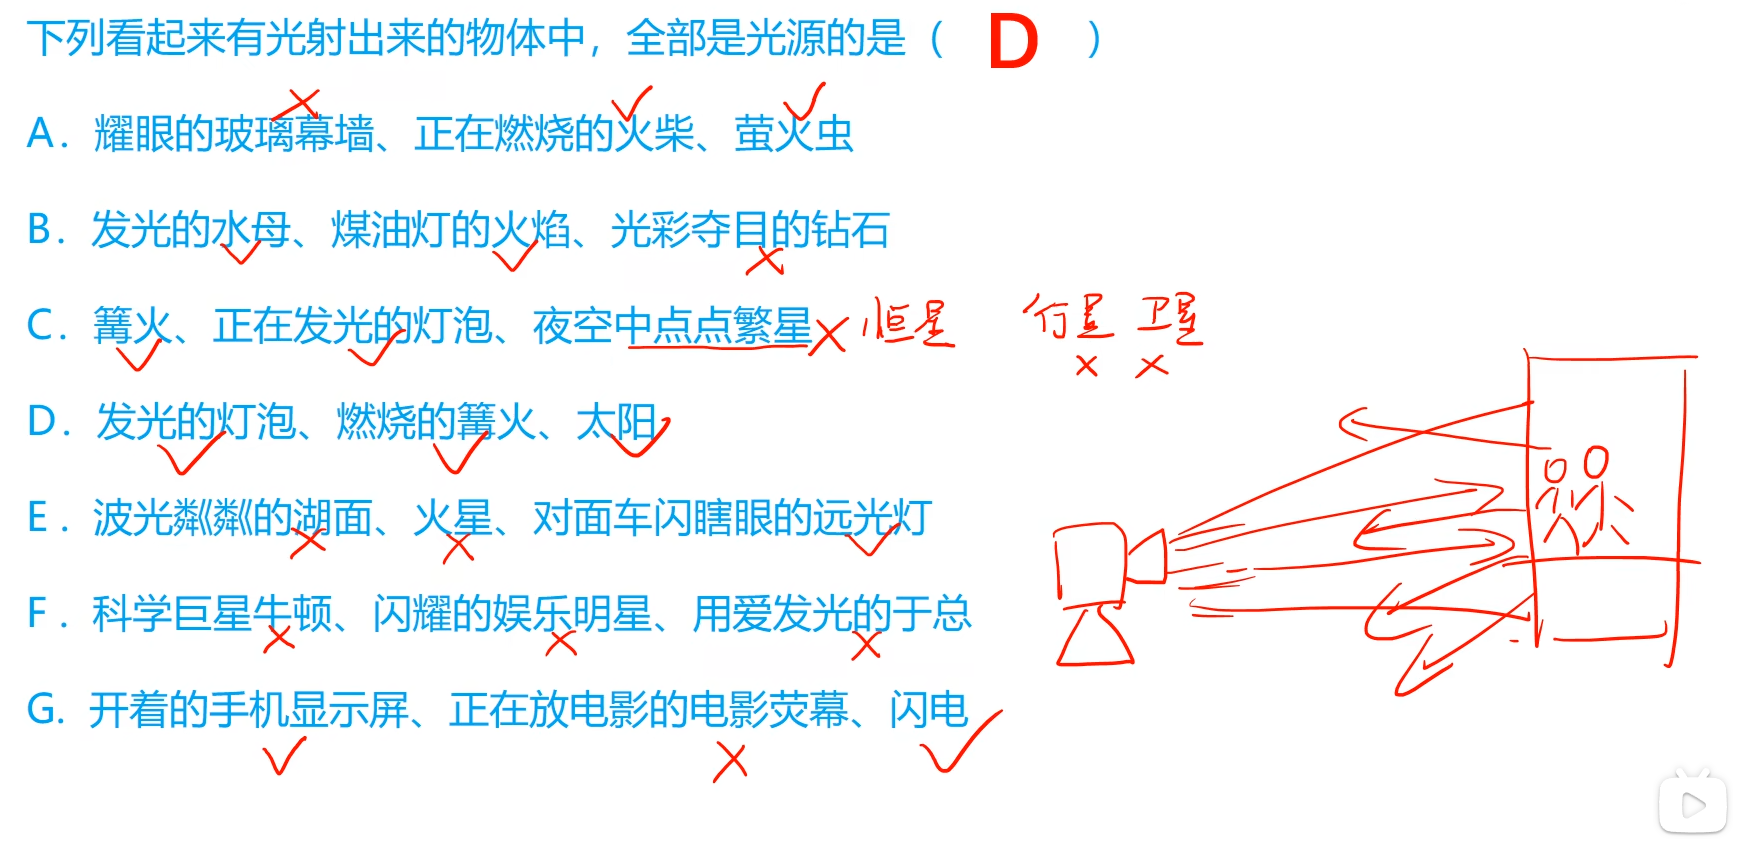 下列看起来有光射出来的物体中，全部是光源的是（ D ）
A．耀眼的玻璃幕墙、正在燃烧的火柴、萤火虫
B．发光的水母、煤油灯的火焰、光彩夺目的钻石
C．篝火、正在发光的灯泡、夜空中点点繁星 恒星 行星 卫星
D．发光的灯泡、燃烧的篝火、太阳
E．波光粼粼的湖面、火星、对面车闪瞎眼的远光灯
F．科学巨星牛顿、闪耀的娱乐明星、用爱发光的于总
G. 开着的手机显示屏、正在放电影的电影荧幕、闪电